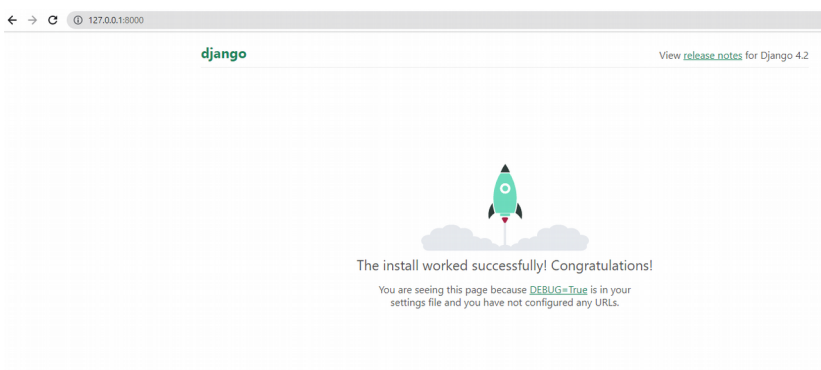 127.0.0.1:8000
django
View release notes for Django 4.2
The install worked successfully! Congratulations!
You are seeing this page because DEBUG=True is in your
settings file and you have not configured any URLs.